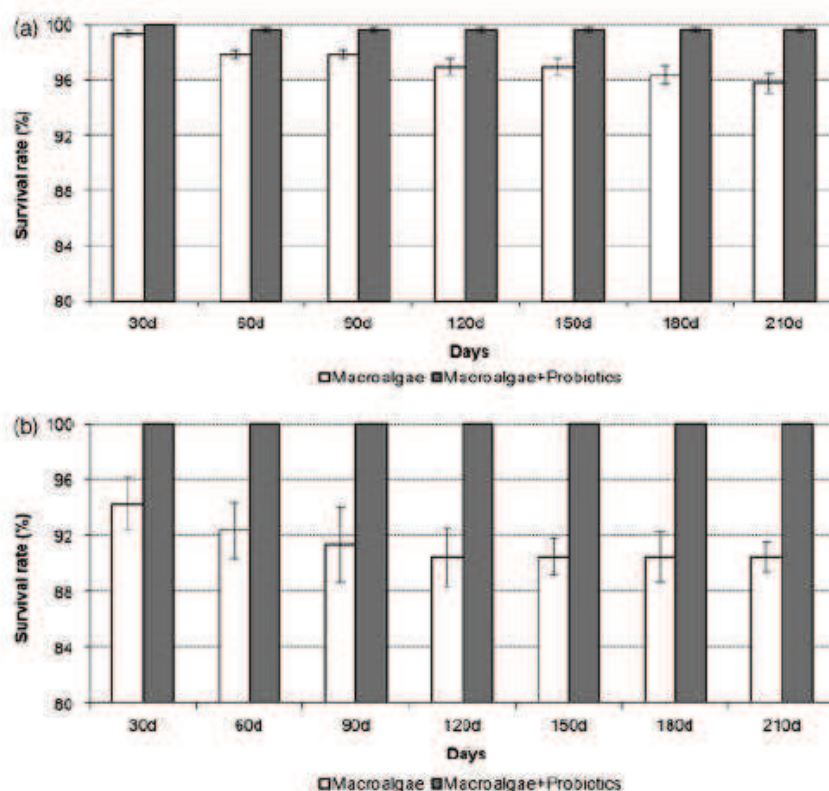 (a)
Survival rate (%)
100
96
92
88
84
80
30d 60d 90d 120d 150d 180d 210d
Days
Macroalgae Macroalgae+Probiotics
(b)
Survival rate (%)
100
96
92
88
84
80
30d 60d 90d 120d 150d 180d 210d
Days
Macroalgae Macroalgae+Probiotics